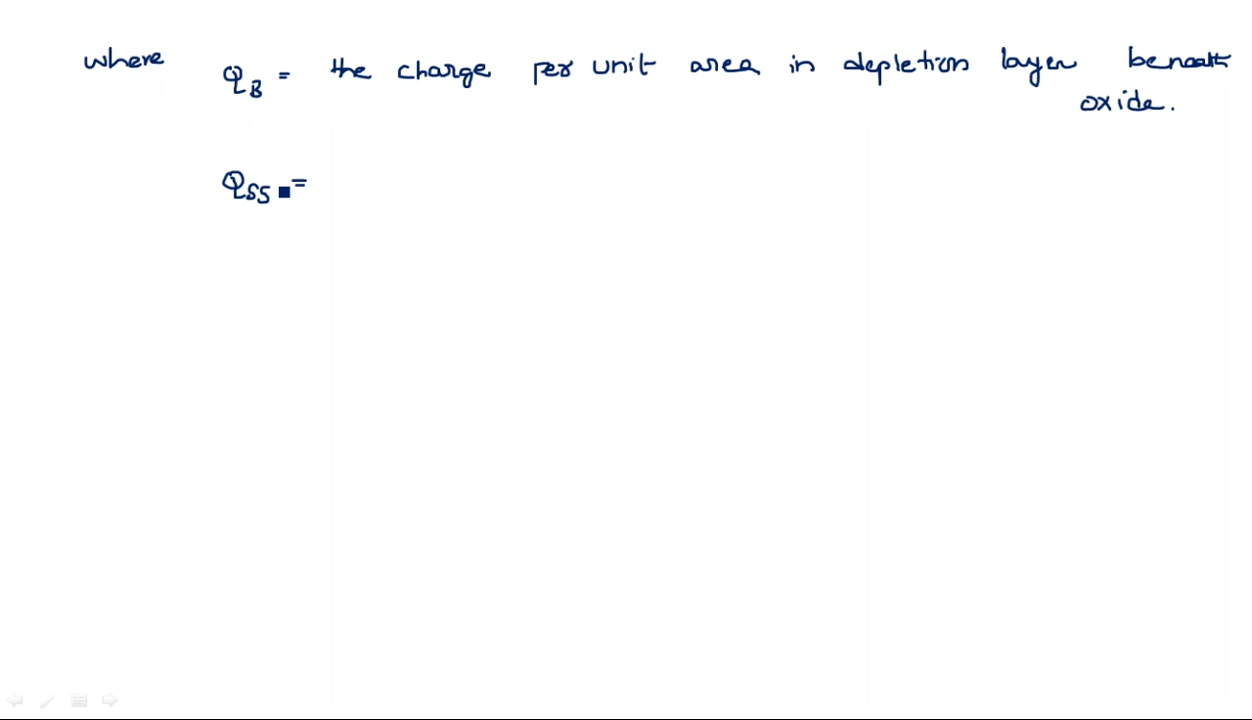 where Q_B = the charge per unit area in depletion layer beneath
oxide.
Q_SS =